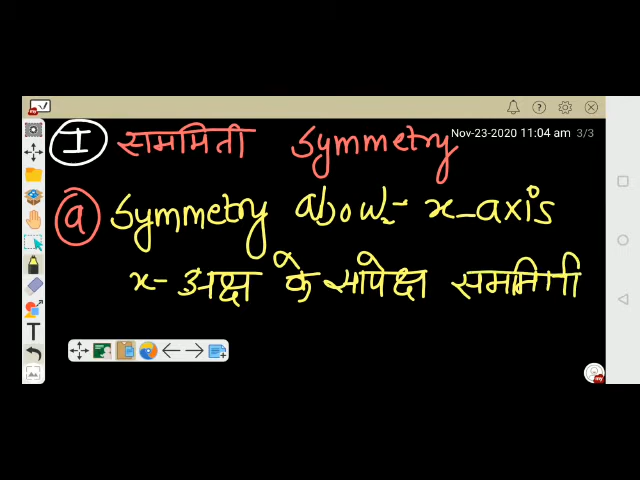 Nov-23-2020 11:04 am 3/3
I सममिती Symmetry
a Symmetry about- x-axis
x- अक्ष के सापेक्ष सममिती
T